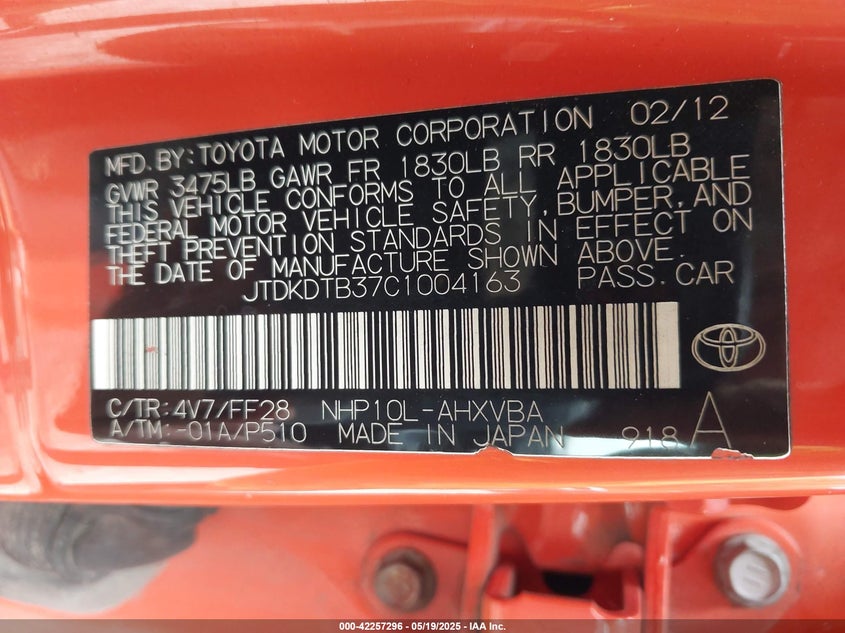 MFD. BY: TOYOTA MOTOR CORPORATION 02/12
GVWR 3475LB GAWR FR 1830LB RR 1830LB
THIS VEHICLE CONFORMS TO ALL APPLICABLE
FEDERAL MOTOR VEHICLE SAFETY, BUMPER, AND
THEFT PREVENTION STANDARDS IN EFFECT ON
THE DATE OF MANUFACTURE SHOWN ABOVE.
JTDKDTB37C1004163 PASS. CAR
C/TR: 4V7/FF28 NHP10L-AHXVBA
A/TM: -01A/P510 MADE IN JAPAN 918 A
000-42257296 - 05/19/2025 - IAA Inc.